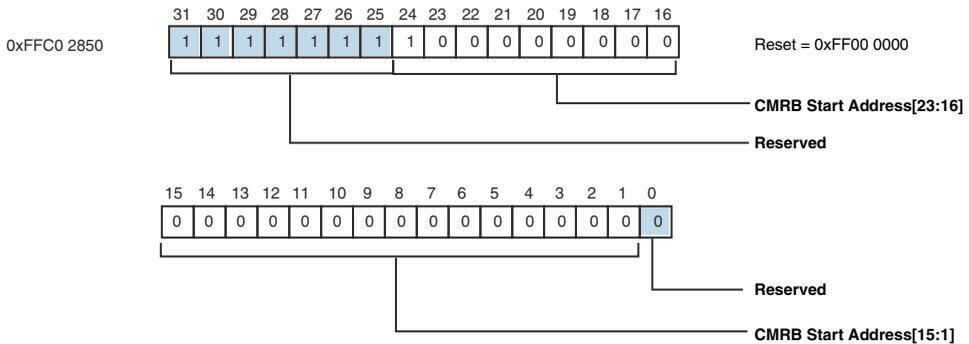 31 30 29 28 27 26 25 24 23 22 21 20 19 18 17 16
0xFFC0 2850 1 1 1 1 1 1 1 1 0 0 0 0 0 0 0 0 Reset = 0xFF00 0000
CMRB Start Address[23:16]
Reserved
15 14 13 12 11 10 9 8 7 6 5 4 3 2 1 0
0 0 0 0 0 0 0 0 0 0 0 0 0 0 0 0
Reserved
CMRB Start Address[15:1]